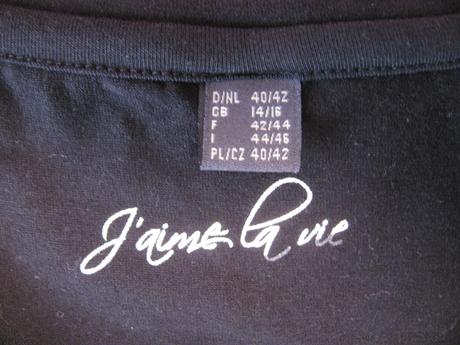 D/NL 40/42
GB 14/16
F 42/44
I 44/46
PL/CZ 40/42
J'aime la vie